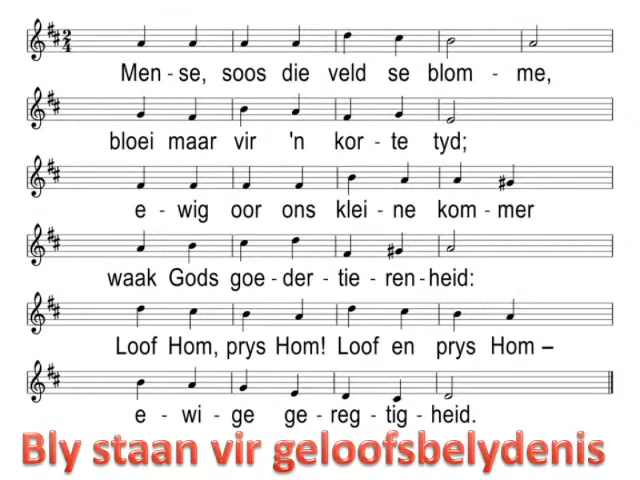 Men - se, soos die veld se blom - me,
bloei maar vir 'n kor - te tyd;
e - wig oor ons klei - ne kom - mer
waak Gods goe - der - tie - ren - heid:
Loof Hom, prys Hom! Loof en prys Hom –
e - wi - ge ge - reg - tig - heid.
Bly staan vir geloofsbelydenis